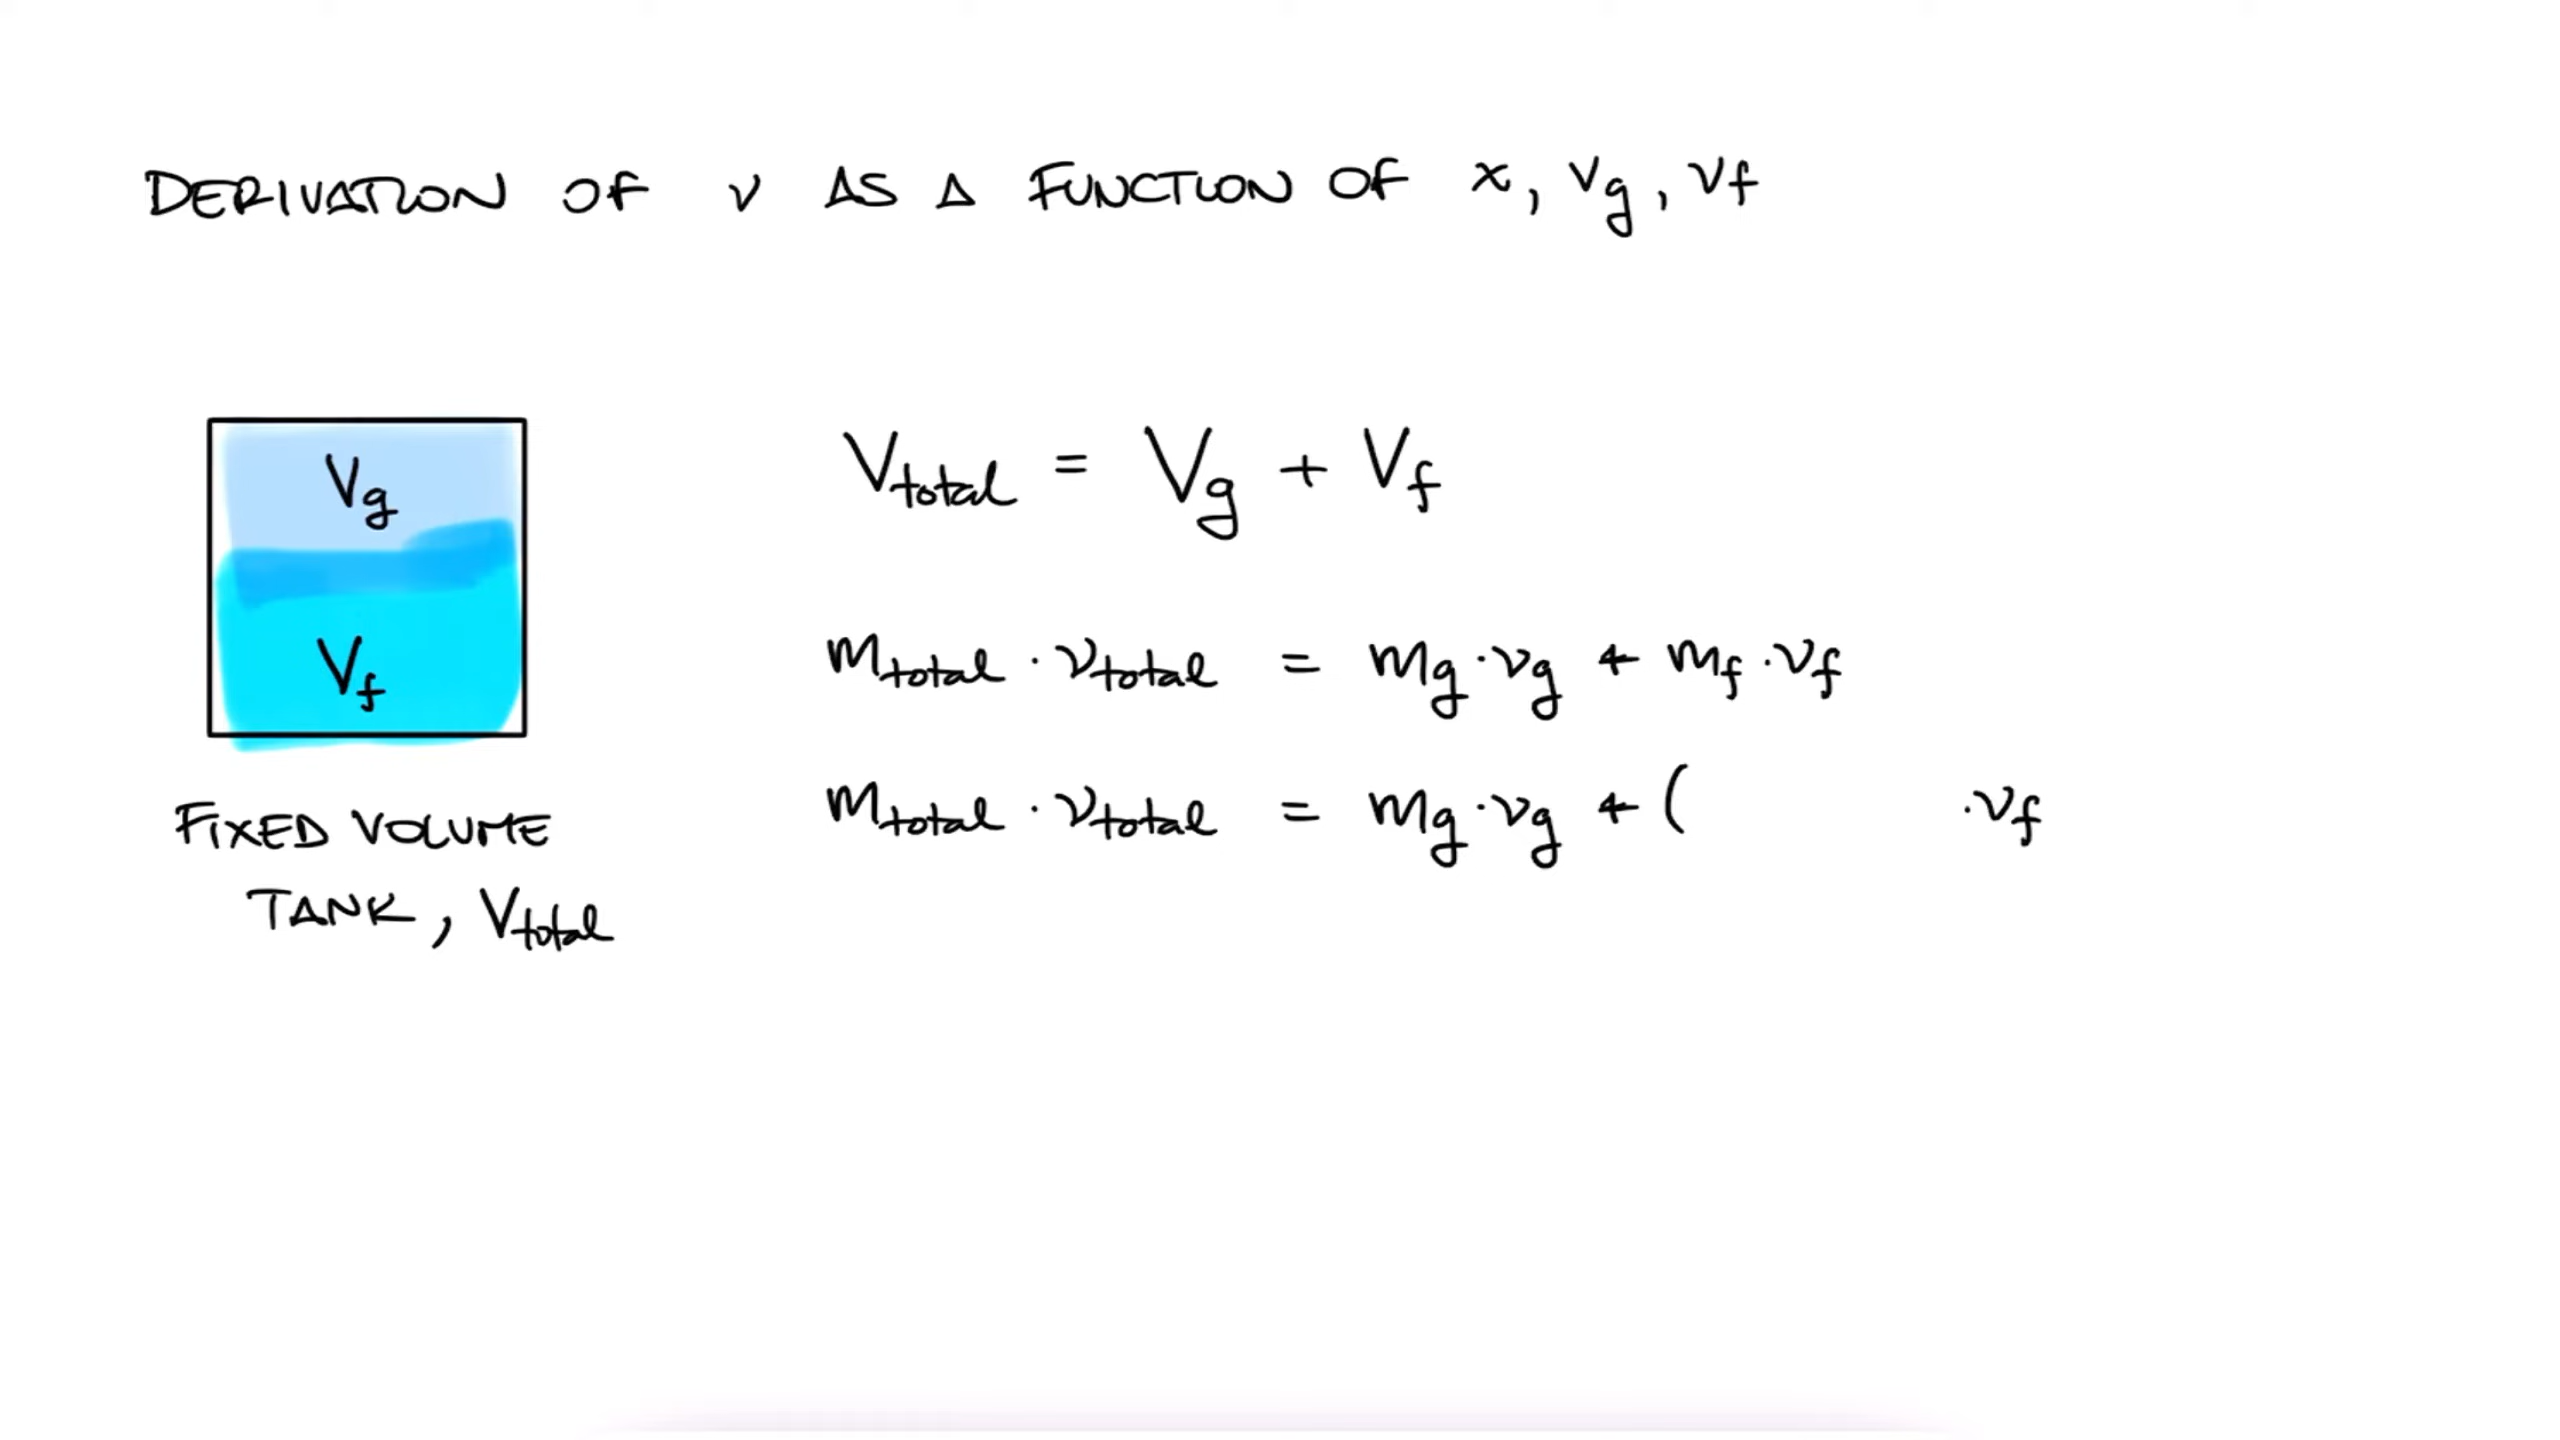 DERIVATION OF v AS A FUNCTION OF x, vg, vf
Vg
Vf
FIXED VOLUME
TANK, Vtotal
Vtotal = Vg + Vf
mtotal · vtotal = mg · vg + mf · vf
mtotal · vtotal = mg · vg + ( · vf